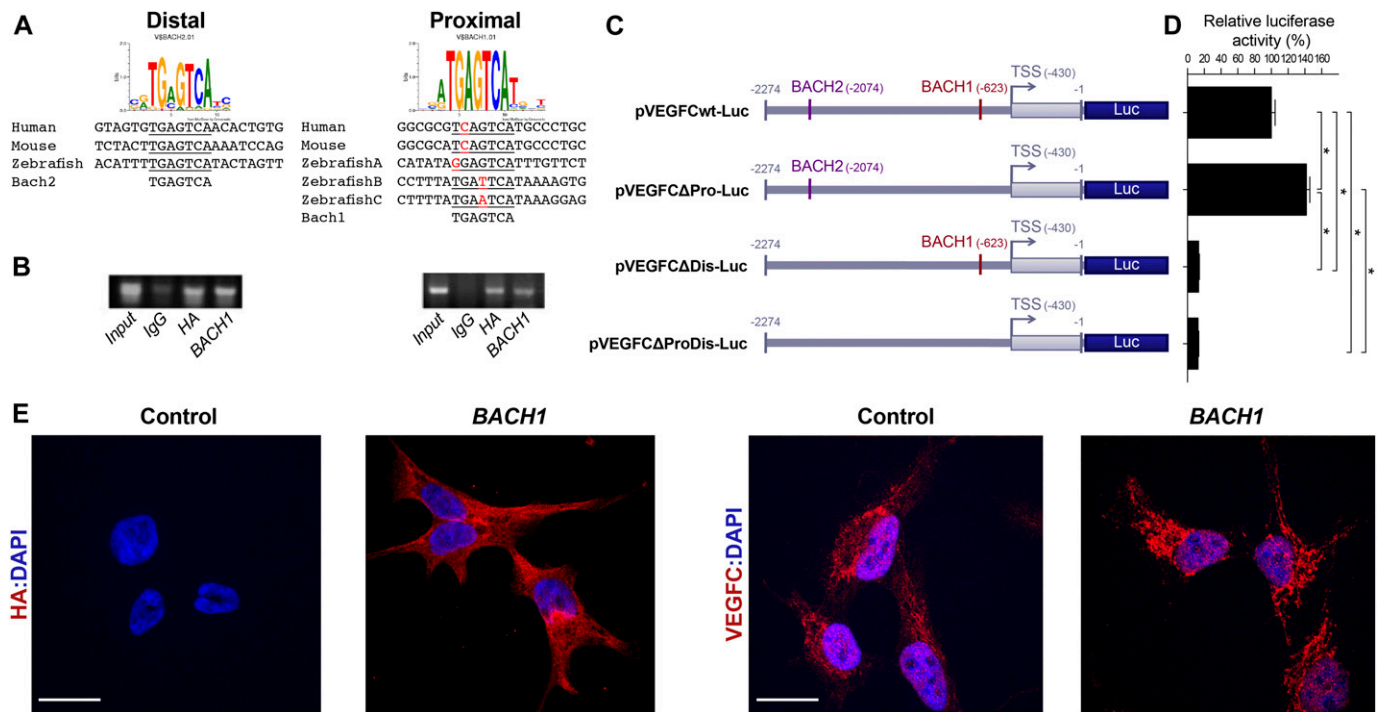 A
Distal
V$BACH2.01
Human GTAGTGTGAGTCAACACTGTG
Mouse TCTACTTGAGTCAAAATCCAG
Zebrafish ACATTTTGAGTCATACTAGTT
Bach2 TGAGTCA
Proximal
V$BACH1.01
Human GGCGCGTCAGTCATGCCCTGC
Mouse GGCGCATCAGTCATGCCCTGC
ZebrafishA CATATAGGAGTCATTTGTTCT
ZebrafishB CCTTTATGATTCATAAAAGTG
ZebrafishC CTTTTATGAATCATAAAGGAG
Bach1 TGAGTCA
B
Input IgG HA BACH1
Input IgG HA BACH1
C
pVEGFCwt-Luc -2274 BACH2 (-2074) BACH1 (-623) TSS (-430) -1 Luc
pVEGFCΔPro-Luc -2274 BACH2 (-2074) TSS (-430) -1 Luc
pVEGFCΔDis-Luc -2274 BACH1 (-623) TSS (-430) -1 Luc
pVEGFCΔProDis-Luc -2274 TSS (-430) -1 Luc
D
Relative luciferase
activity (%)
0 20 40 60 80 100 120 140 160
* * * * *
E
Control
BACH1
HA:DAPI
Control
BACH1
VEGFC:DAPI